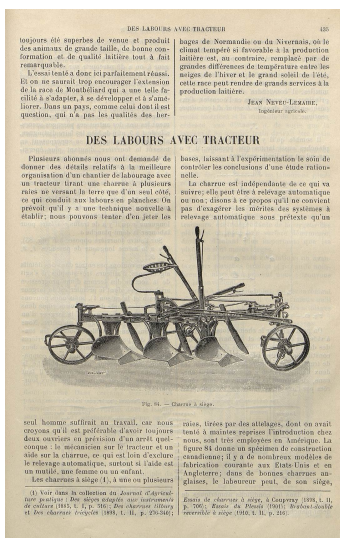 DES LABOURS AVEC TRACTEUR 425
toujours été superbes de venue et produit
des animaux de grande taille, de bonne con-
formation et de qualité laitière tout à fait
remarquable.
L'essai tenté a donc ici parfaitement réussi.
Et on ne saurait trop encourager l'extension
de la race du Montbéliard qui a une telle fa-
cilité à s'adapter, à se développer et à s'amé-
liorer. Dans un pays, comme celui dont il est
question, qui n'a pas les qualités des her-
bages de Normandie ou du Nivernais, où le
climat tempéré si favorable à la production
laitière est, au contraire, remplacé par de
grandes différences de température entre les
neiges de l'hiver et le grand soleil de l'été,
cette race peut rendre de grands services à la
production laitière.
JEAN NEVEU-LEMAIRE,
Ingénieur agricole.
DES LABOURS AVEC TRACTEUR
Plusieurs abonnés nous ont demandé de
donner des détails relatifs à la meilleure
organisation d'un chantier de labourage avec
un tracteur tirant une charrue à plusieurs
raies ne versant la terre que d'un seul côté,
ce qui conduit aux labours en planches. On
prévoit qu'il y a une technique nouvelle à
établir; nous pouvons tenter d'en jeter les
bases, laissant à l'expérimentation le soin de
contrôler les conclusions d'une étude ration-
nelle.
La charrue est indépendante de ce qui va
suivre; elle peut être à relevage automatique
ou non; disons à ce propos qu'il ne convient
pas d'exagérer les mérites des systèmes à
relevage automatique sous prétexte qu'un
Fig. 84. — Charrue à siège.
seul homme suffirait au travail, car nous
croyons qu'il est préférable d'avoir toujours
deux ouvriers en prévision d'un arrêt quel-
conque : le mécanicien sur le tracteur et un
aide sur la charrue, ce qui est loin d'exclure
le relevage automatique, surtout si l'aide est
un mutilé, une femme ou un enfant.
Les charrues à siège (1), à une ou plusieurs
(1) Voir dans la collection du Journal d'Agricul-
ture pratique : Des sièges adaptés aux instruments
de culture (1895, t. II, p. 316); Des charrues tilbury
et Des charrues tricycles (1898, t. II, p. 270-340);
raies, tirées par des attelages, dont on avait
tenté à maintes reprises l'introduction chez
nous, sont très employées en Amérique. La
figure 84 donne un spécimen de construction
canadienne; il y a de nombreux modèles de
fabrication courante aux Etats-Unis et en
Angleterre; dans de bonnes charrues an-
glaises, le laboureur peut, de son siège,
Essais de charrues à siège, à Coupvray (1898, t. II,
p. 706); Essais du Plessis (1901); Brabant-double
réversible à siège (1910, t. II, p. 216).